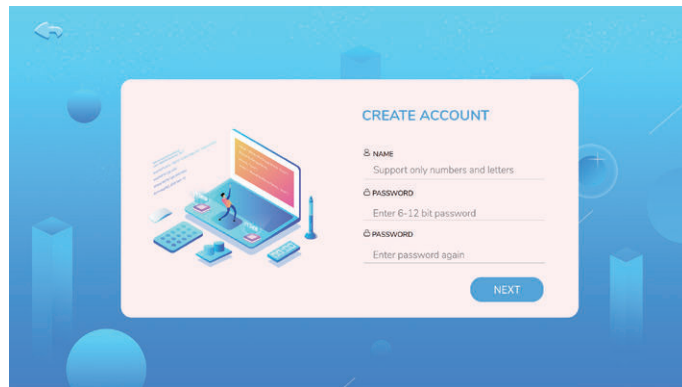 CREATE ACCOUNT
NAME
Support only numbers and letters
PASSWORD
Enter 6-12 bit password
PASSWORD
Enter password again
NEXT